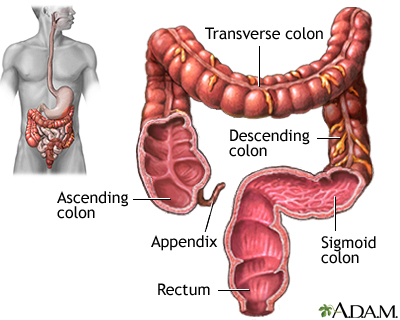 Transverse colon
Descending
colon
Ascending
colon
Appendix
Sigmoid
colon
Rectum
A.D.A.M.